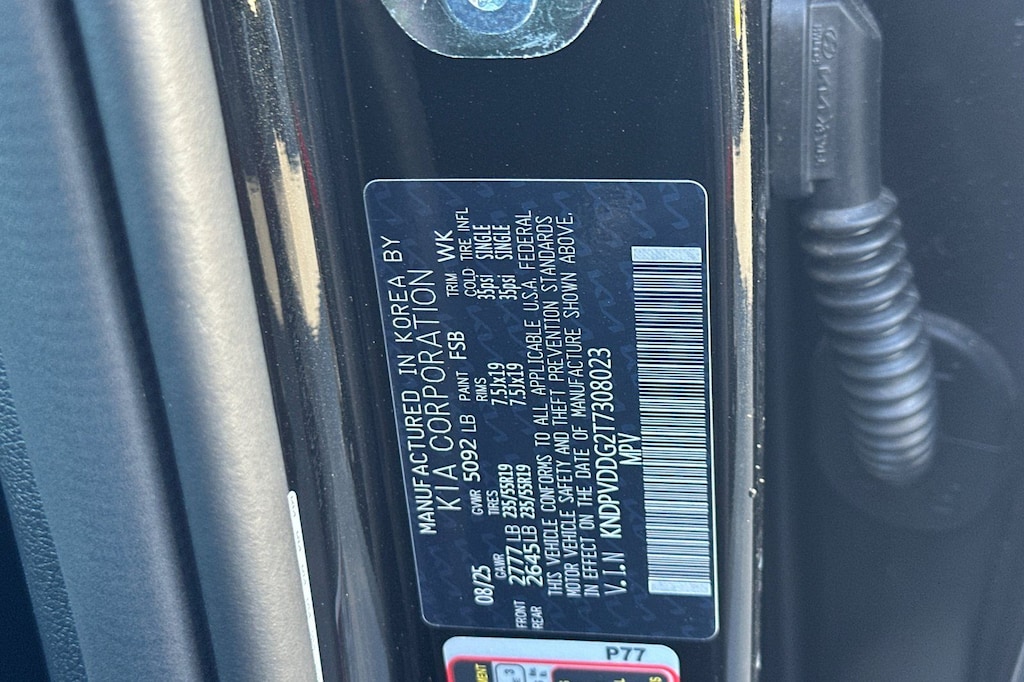 MANUFACTURED IN KOREA BY
KIA CORPORATION
08/25 GVWR 5092 LB PAINT FSB TRIM WK
GAWR TIRES RIMS COLD TIRE INFL
FRONT 2777 LB 235/55R19 7.5Jx19 35psi SINGLE
REAR 2645 LB 235/55R19 7.5Jx19 35psi SINGLE
THIS VEHICLE CONFORMS TO ALL APPLICABLE U.S.A. FEDERAL
MOTOR VEHICLE SAFETY AND THEFT PREVENTION STANDARDS
IN EFFECT ON THE DATE OF MANUFACTURE SHOWN ABOVE.
V.I.N KNDPVDDG2T7308023
MPV
P77